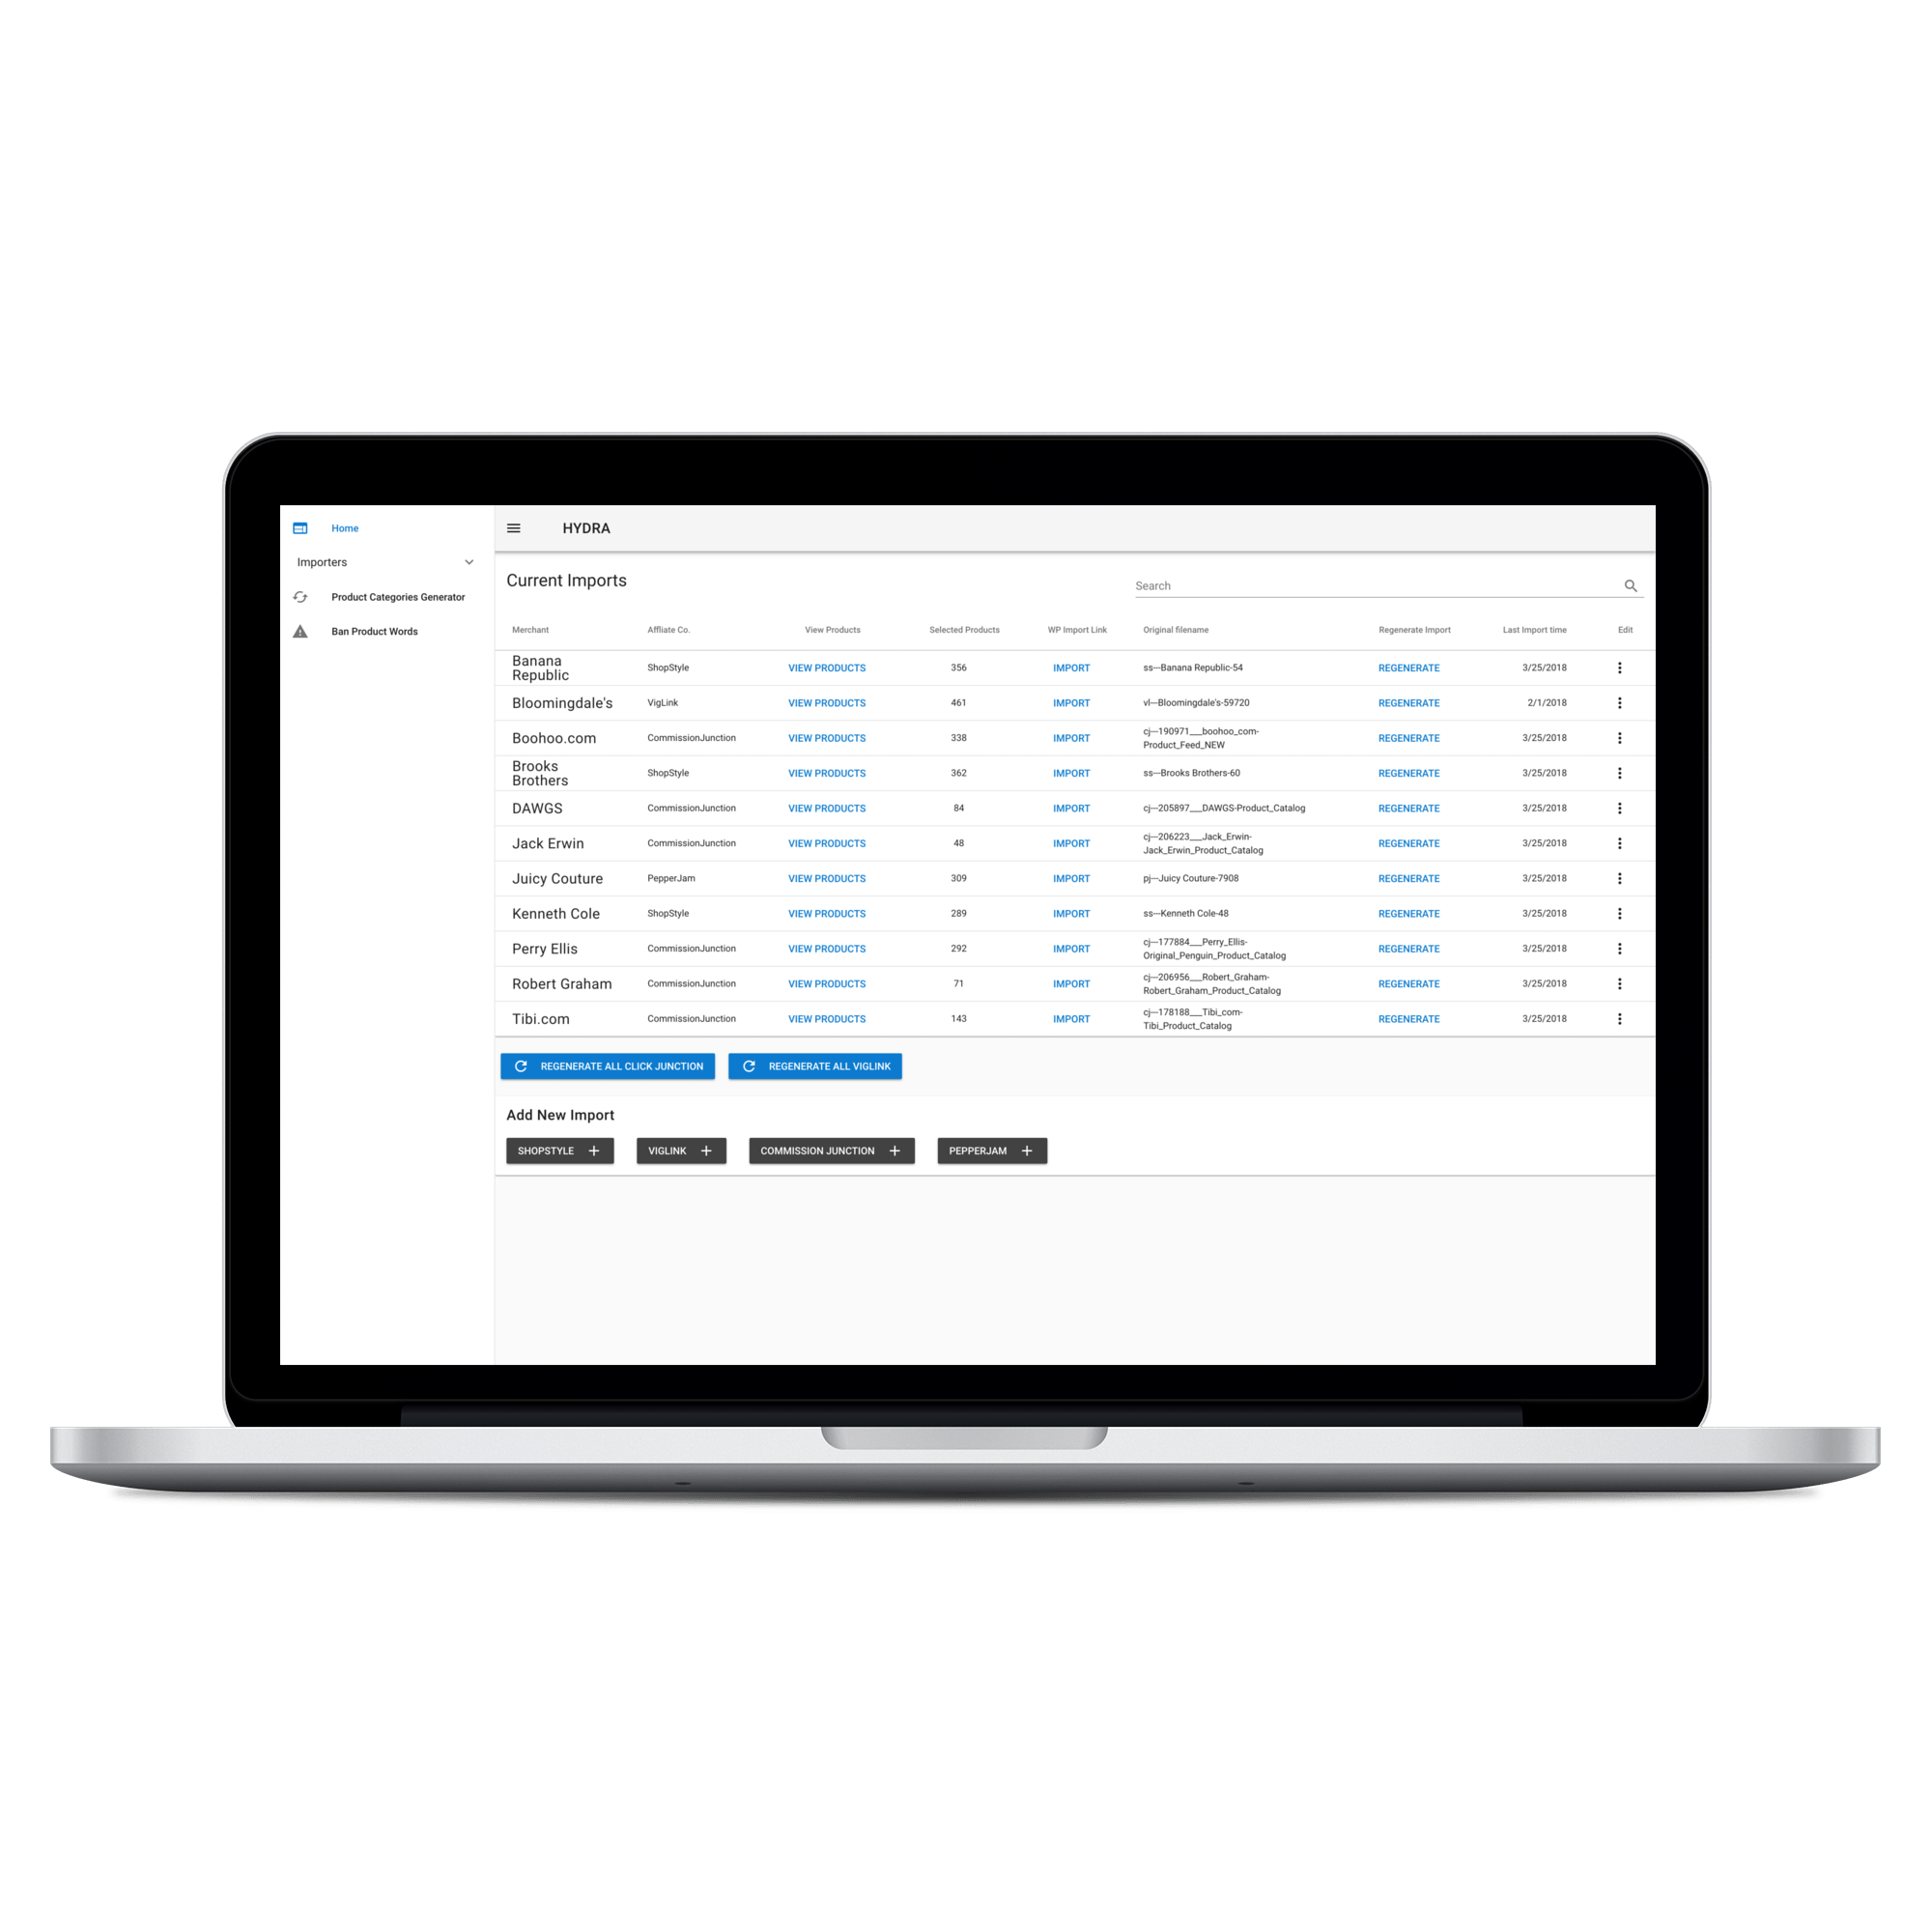 Home
HYDRA
Importers
Product Categories Generator
Ban Product Words
Current Imports
Search
Merchant Affliate Co. View Products Selected Products WP Import Link Original filename Regenerate Import Last Import time Edit
Banana
Republic
ShopStyle VIEW PRODUCTS 356 IMPORT ss---Banana Republic-54 REGENERATE 3/25/2018
Bloomingdale's VigLink VIEW PRODUCTS 461 IMPORT vl---Bloomingdale's-59720 REGENERATE 2/1/2018
Boohoo.com CommissionJunction VIEW PRODUCTS 338 IMPORT cj---190971___boohoo_com-
Product_Feed_NEW
REGENERATE 3/25/2018
Brooks
Brothers
ShopStyle VIEW PRODUCTS 362 IMPORT ss---Brooks Brothers-60 REGENERATE 3/25/2018
DAWGS CommissionJunction VIEW PRODUCTS 84 IMPORT cj---205897___DAWGS-Product_Catalog REGENERATE 3/25/2018
Jack Erwin CommissionJunction VIEW PRODUCTS 48 IMPORT cj---206223___Jack_Erwin-
Jack_Erwin_Product_Catalog
REGENERATE 3/25/2018
Juicy Couture PepperJam VIEW PRODUCTS 309 IMPORT pj---Juicy Couture-7908 REGENERATE 3/25/2018
Kenneth Cole ShopStyle VIEW PRODUCTS 289 IMPORT ss---Kenneth Cole-48 REGENERATE 3/25/2018
Perry Ellis CommissionJunction VIEW PRODUCTS 292 IMPORT cj---177884___Perry_Ellis-
Original_Penguin_Product_Catalog
REGENERATE 3/25/2018
Robert Graham CommissionJunction VIEW PRODUCTS 71 IMPORT cj---206956___Robert_Graham-
Robert_Graham_Product_Catalog
REGENERATE 3/25/2018
Tibi.com CommissionJunction VIEW PRODUCTS 143 IMPORT cj---178188___Tibi_com-
Tibi_Product_Catalog
REGENERATE 3/25/2018
REGENERATE ALL CLICK JUNCTION REGENERATE ALL VIGLINK
Add New Import
SHOPSTYLE + VIGLINK + COMMISSION JUNCTION + PEPPERJAM +